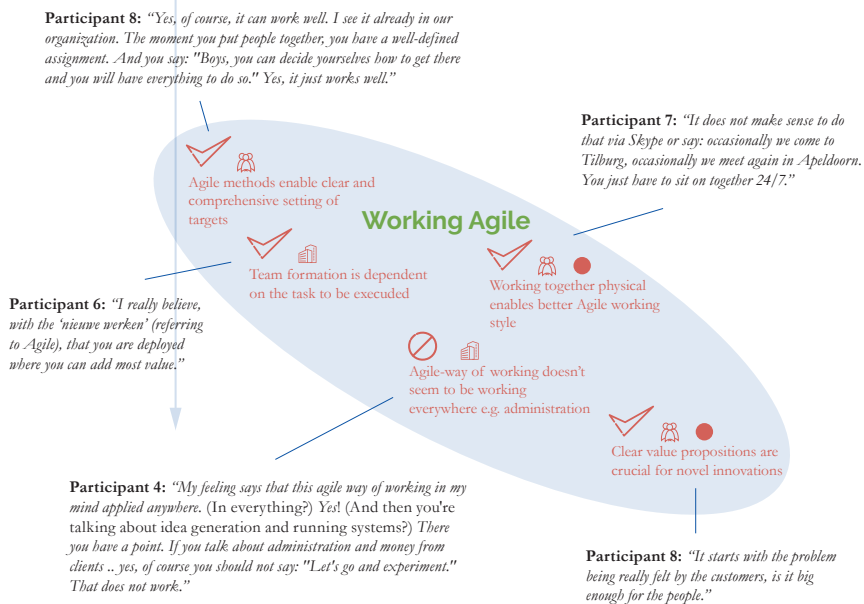 Participant 8: “Yes, of course, it can work well. I see it already in our
organization. The moment you put people together, you have a well-defined
assignment. And you say: "Boys, you can decide yourselves how to get there
and you will have everything to do so." Yes, it just works well.”
Participant 7: “It does not make sense to do
that via Skype or say: occasionally we come to
Tilburg, occasionally we meet again in Apeldoorn.
You just have to sit on together 24/7.”
Agile methods enable clear and
comprehensive setting of
targets
Working Agile
Team formation is dependent
on the task to be execuded
Working together physical
enables better Agile working
style
Participant 6: “I really believe,
with the ‘nieuwe werken’ (referring
to Agile), that you are deployed
where you can add most value.”
Agile-way of working doesn’t
seem to be working
everywhere e.g. administration
Clear value propositions are
crucial for novel innovations
Participant 4: “My feeling says that this agile way of working in my
mind applied anywhere. (In everything?) Yes! (And then you're
talking about idea generation and running systems?) There
you have a point. If you talk about administration and money from
clients .. yes, of course you should not say: "Let's go and experiment."
That does not work.”
Participant 8: “It starts with the problem
being really felt by the customers, is it big
enough for the people.”